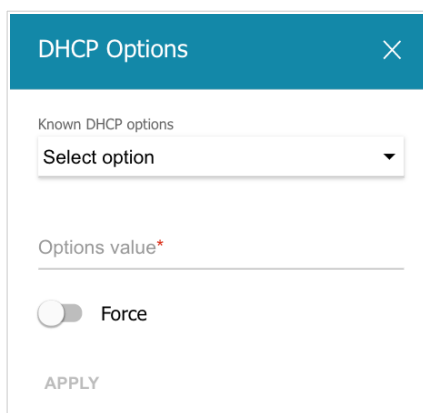 DHCP Options
Known DHCP options
Select option
Options value*
Force
APPLY